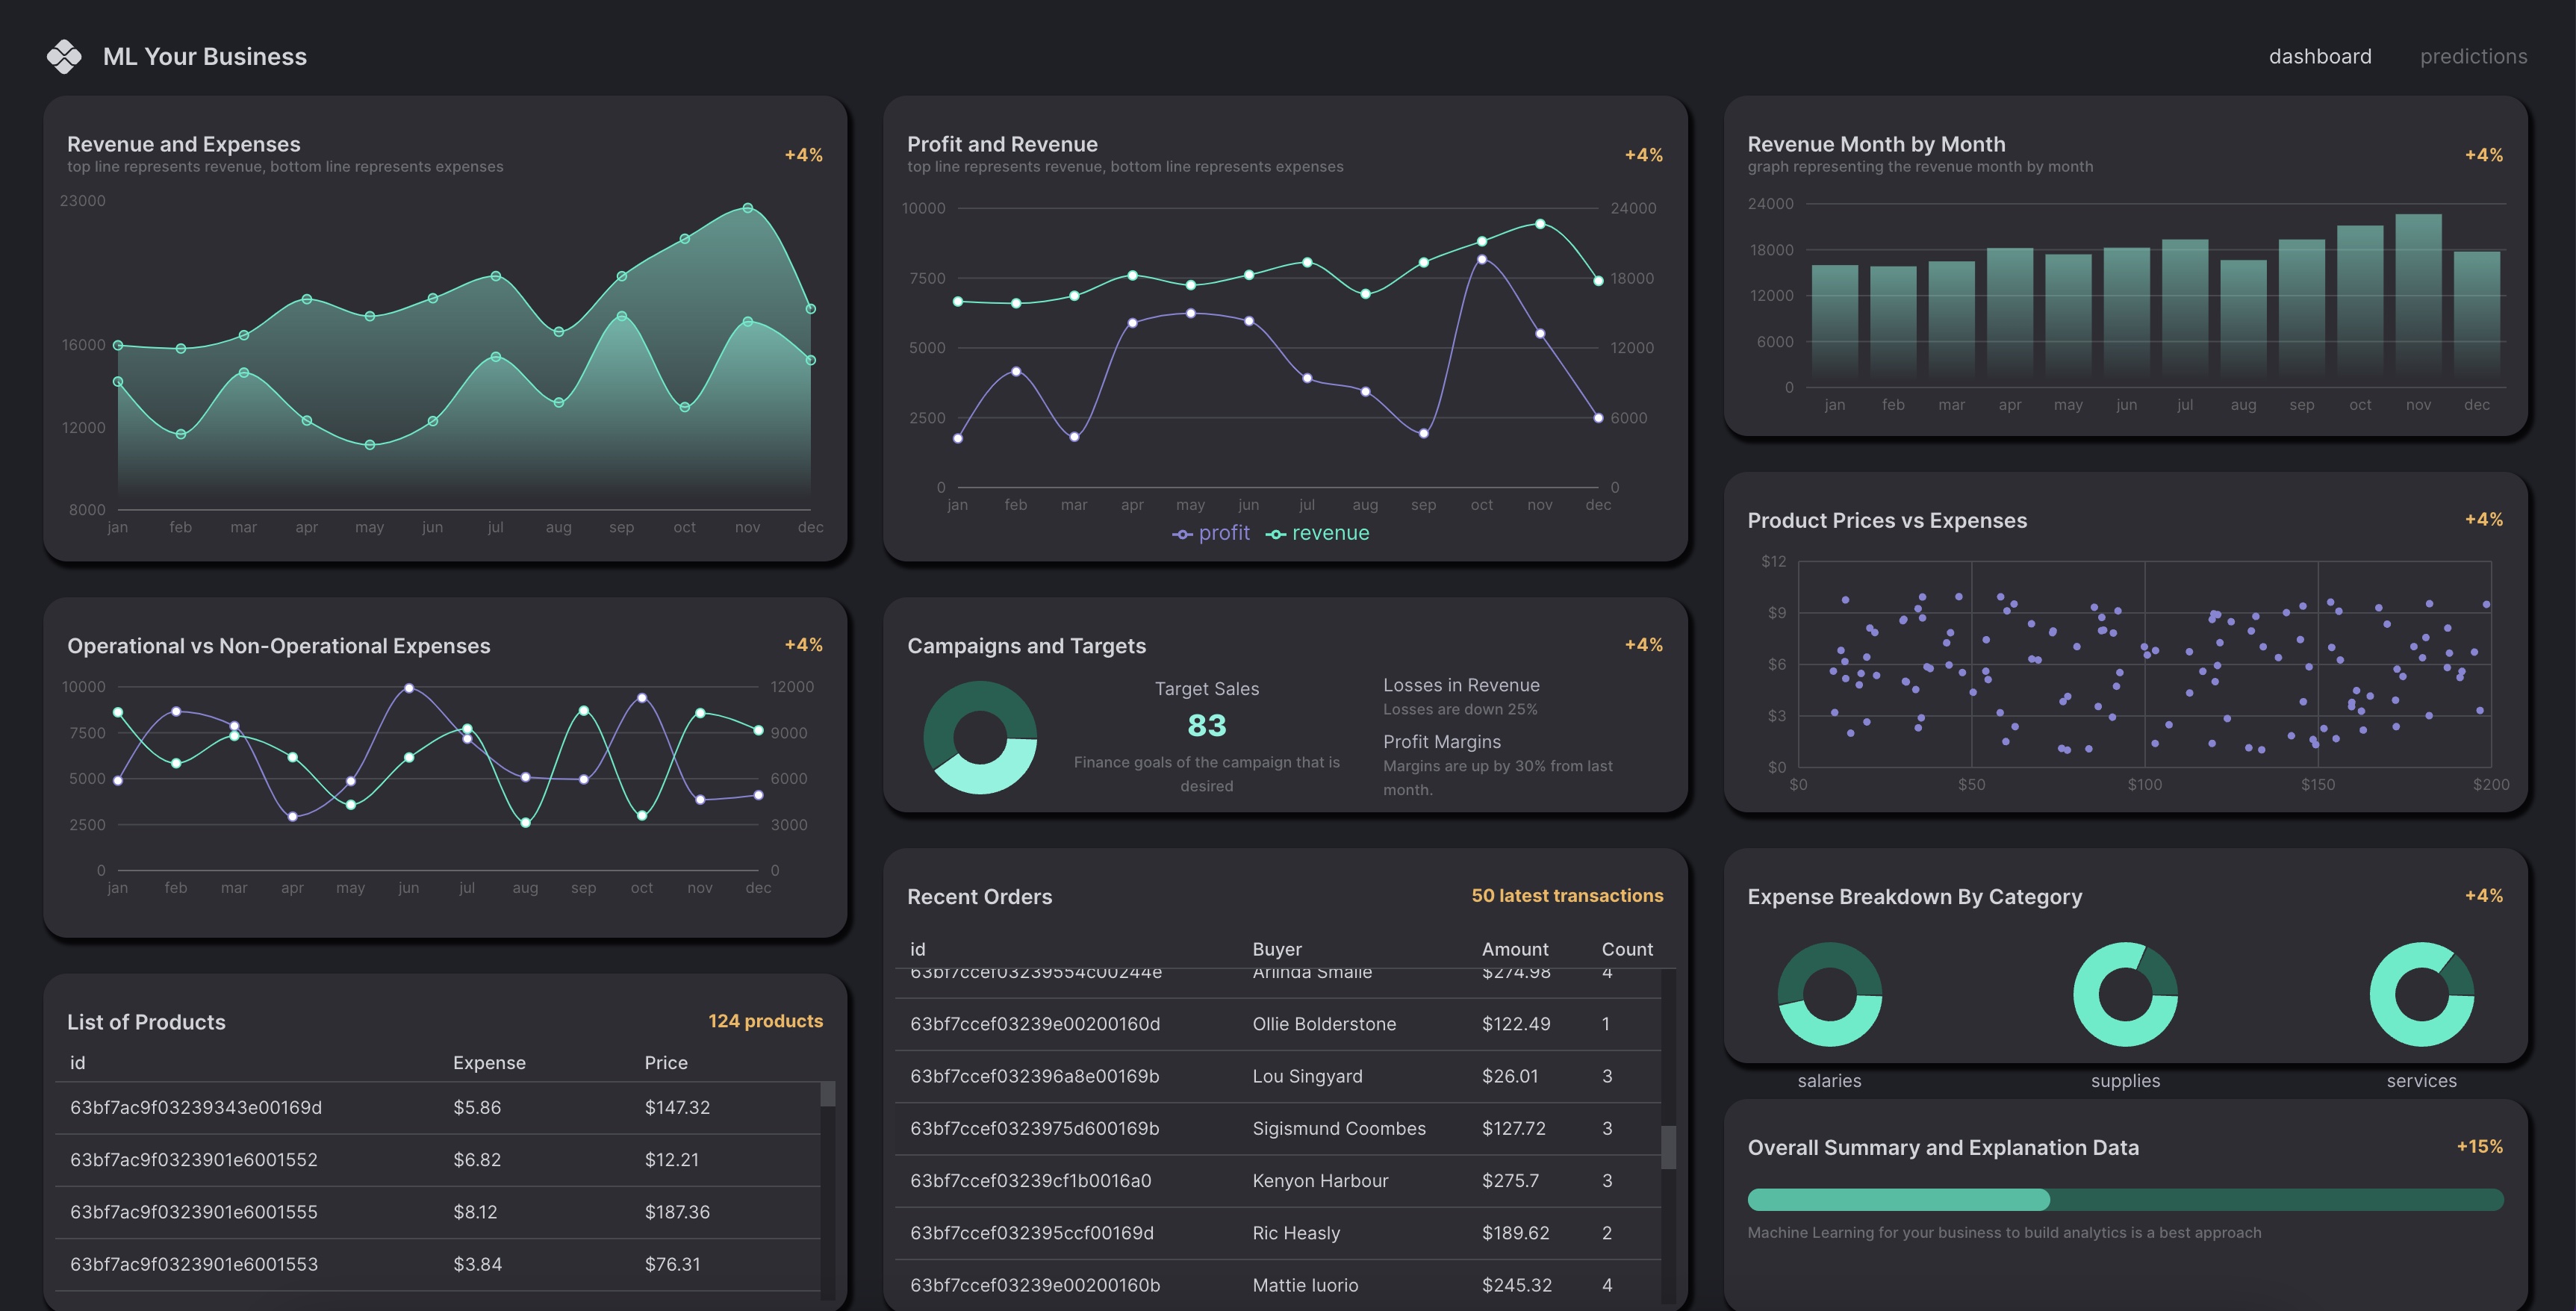 ML Your Business
dashboard predictions
Revenue and Expenses
top line represents revenue, bottom line represents expenses
+4%
23000
16000
12000
8000
jan feb mar apr may jun jul aug sep oct nov dec
Profit and Revenue
top line represents revenue, bottom line represents expenses
+4%
10000 24000
7500 18000
5000 12000
2500 6000
0 0
jan feb mar apr may jun jul aug sep oct nov dec
profit revenue
Revenue Month by Month
graph representing the revenue month by month
+4%
24000
18000
12000
6000
0
jan feb mar apr may jun jul aug sep oct nov dec
Operational vs Non-Operational Expenses
+4%
10000 12000
7500 9000
5000 6000
2500 3000
0 0
jan feb mar apr may jun jul aug sep oct nov dec
Campaigns and Targets
+4%
Target Sales
83
Finance goals of the campaign that is
desired
Losses in Revenue
Losses are down 25%
Profit Margins
Margins are up by 30% from last
month.
Product Prices vs Expenses
+4%
$12
$9
$6
$3
$0
$0 $50 $100 $150 $200
List of Products
124 products
id Expense Price
63bf7ac9f03239343e00169d $5.86 $147.32
63bf7ac9f0323901e6001552 $6.82 $12.21
63bf7ac9f0323901e6001555 $8.12 $187.36
63bf7ac9f0323901e6001553 $3.84 $76.31
Recent Orders
50 latest transactions
id Buyer Amount Count
63bf7ccef03239554c00244e Arlinda Smaile $274.98 4
63bf7ccef03239e00200160d Ollie Bolderstone $122.49 1
63bf7ccef032396a8e00169b Lou Singyard $26.01 3
63bf7ccef0323975d600169b Sigismund Coombes $127.72 3
63bf7ccef03239cf1b0016a0 Kenyon Harbour $275.7 3
63bf7ccef032395ccf00169d Ric Heasly $189.62 2
63bf7ccef03239e00200160b Mattie Iuorio $245.32 4
Expense Breakdown By Category
+4%
salaries supplies services
Overall Summary and Explanation Data
+15%
Machine Learning for your business to build analytics is a best approach